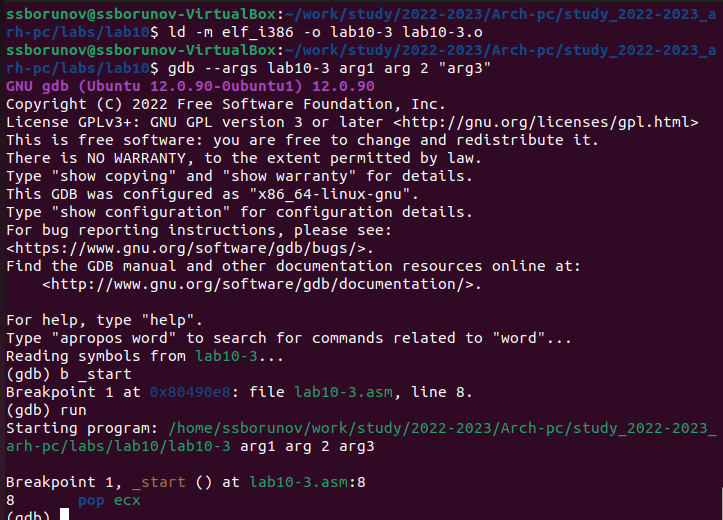 ssborunov@ssborunov-VirtualBox:~/work/study/2022-2023/Arch-pc/study_2022-2023_a
rh-pc/labs/lab10$ ld -m elf_i386 -o lab10-3 lab10-3.o
ssborunov@ssborunov-VirtualBox:~/work/study/2022-2023/Arch-pc/study_2022-2023_a
rh-pc/labs/lab10$ gdb --args lab10-3 arg1 arg 2 "arg3"
GNU gdb (Ubuntu 12.0.90-0ubuntu1) 12.0.90
Copyright (C) 2022 Free Software Foundation, Inc.
License GPLv3+: GNU GPL version 3 or later <http://gnu.org/licenses/gpl.html>
This is free software: you are free to change and redistribute it.
There is NO WARRANTY, to the extent permitted by law.
Type "show copying" and "show warranty" for details.
This GDB was configured as "x86_64-linux-gnu".
Type "show configuration" for configuration details.
For bug reporting instructions, please see:
<https://www.gnu.org/software/gdb/bugs/>.
Find the GDB manual and other documentation resources online at:
    <http://www.gnu.org/software/gdb/documentation/>.

For help, type "help".
Type "apropos word" to search for commands related to "word"...
Reading symbols from lab10-3...
(gdb) b _start
Breakpoint 1 at 0x80490e8: file lab10-3.asm, line 8.
(gdb) run
Starting program: /home/ssborunov/work/study/2022-2023/Arch-pc/study_2022-2023_
arh-pc/labs/lab10/lab10-3 arg1 arg 2 arg3

Breakpoint 1, _start () at lab10-3.asm:8
8       pop ecx
(gdb)